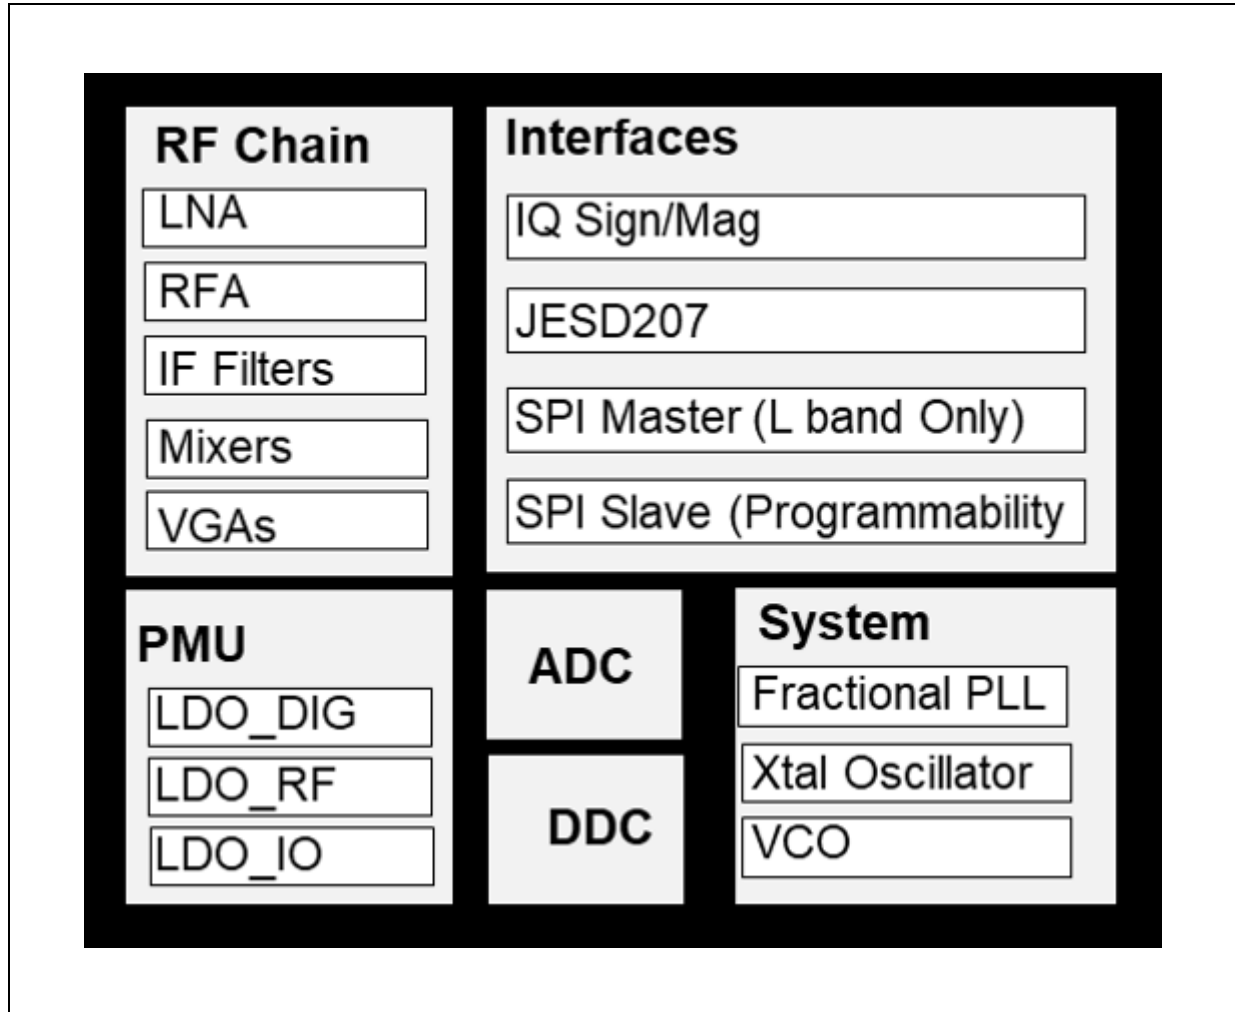 RF Chain
LNA
RFA
IF Filters
Mixers
VGAs
Interfaces
IQ Sign/Mag
JESD207
SPI Master (L band Only)
SPI Slave (Programmability
PMU
LDO_DIG
LDO_RF
LDO_IO
ADC
DDC
System
Fractional PLL
Xtal Oscillator
VCO